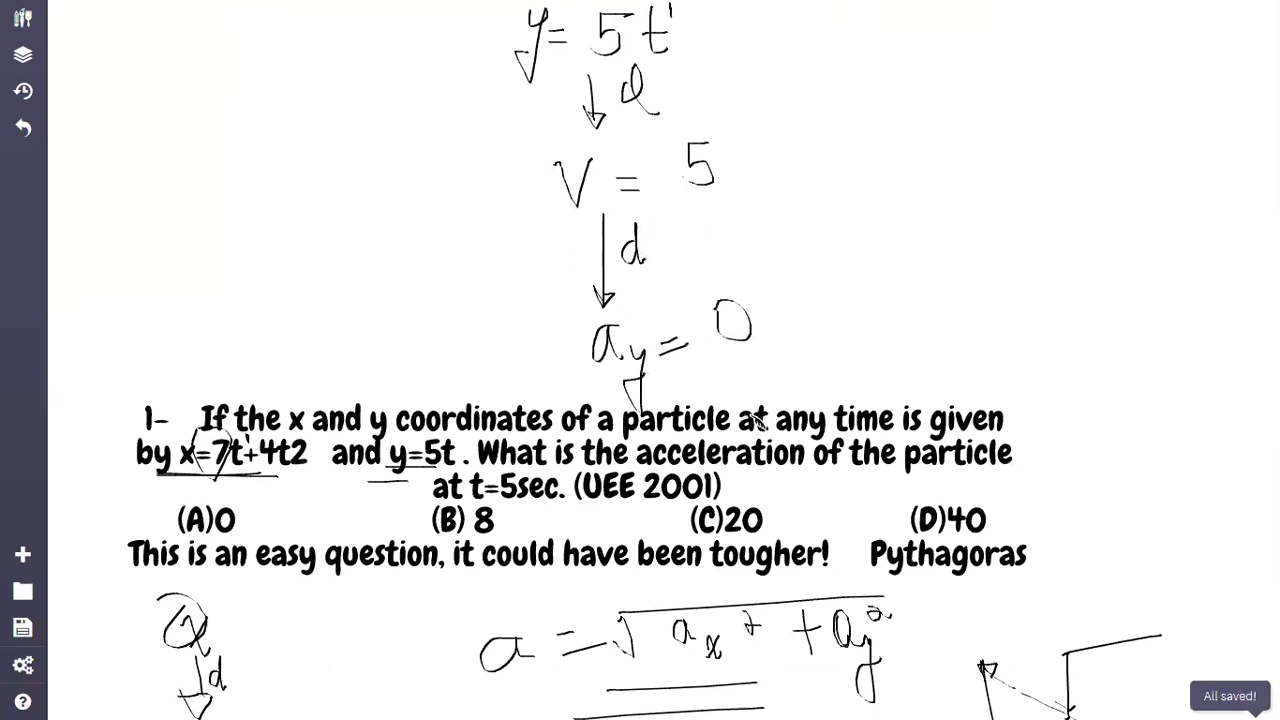 y = 5t¹
d
v = 5
d
ay = 0
1- If the x and y coordinates of a particle at any time is given
by x=7t¹+4t2 and y=5t . What is the acceleration of the particle
at t=5sec. (UEE 2001)
(A)0 (B) 8 (C)20 (D)40
This is an easy question, it could have been tougher! Pythagoras
x
d
a = √ax² + ay²
All saved!